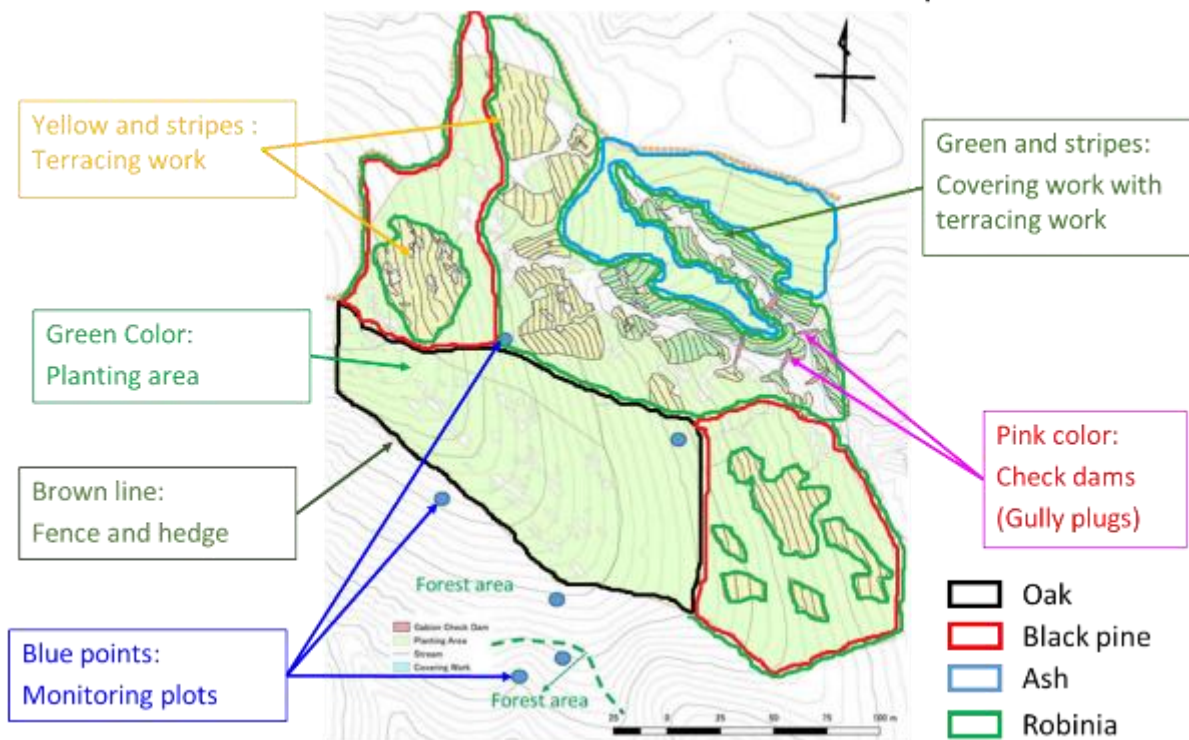 Yellow and stripes :
Terracing work
Green and stripes:
Covering work with
terracing work
Green Color:
Planting area
Pink color:
Check dams
(Gully plugs)
Brown line:
Fence and hedge
Forest area
Gabion Check Dam
Planting Area
Stream
Covering Work
Forest area
Blue points:
Monitoring plots
Oak
Black pine
Ash
Robinia
25 0 25 50 75 100 m